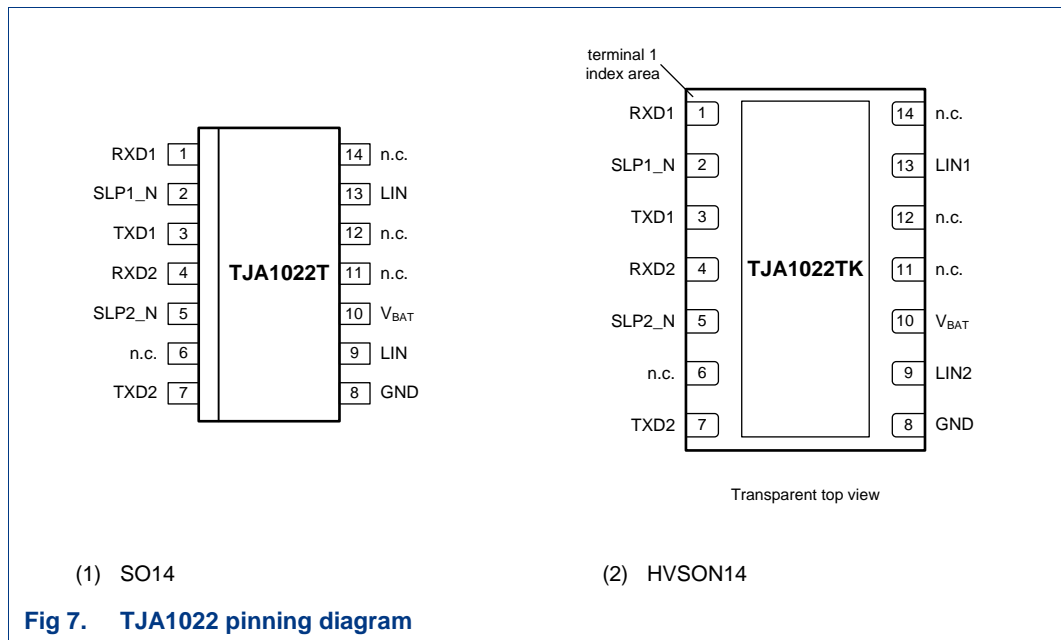 RXD1 1
SLP1_N 2
TXD1 3
RXD2 4
SLP2_N 5
n.c. 6
TXD2 7
TJA1022T
14 n.c.
13 LIN
12 n.c.
11 n.c.
10 VBAT
9 LIN
8 GND
terminal 1
index area
RXD1 1
SLP1_N 2
TXD1 3
RXD2 4
SLP2_N 5
n.c. 6
TXD2 7
TJA1022TK
14 n.c.
13 LIN1
12 n.c.
11 n.c.
10 VBAT
9 LIN2
8 GND
Transparent top view
(1) SO14
(2) HVSON14
Fig 7. TJA1022 pinning diagram